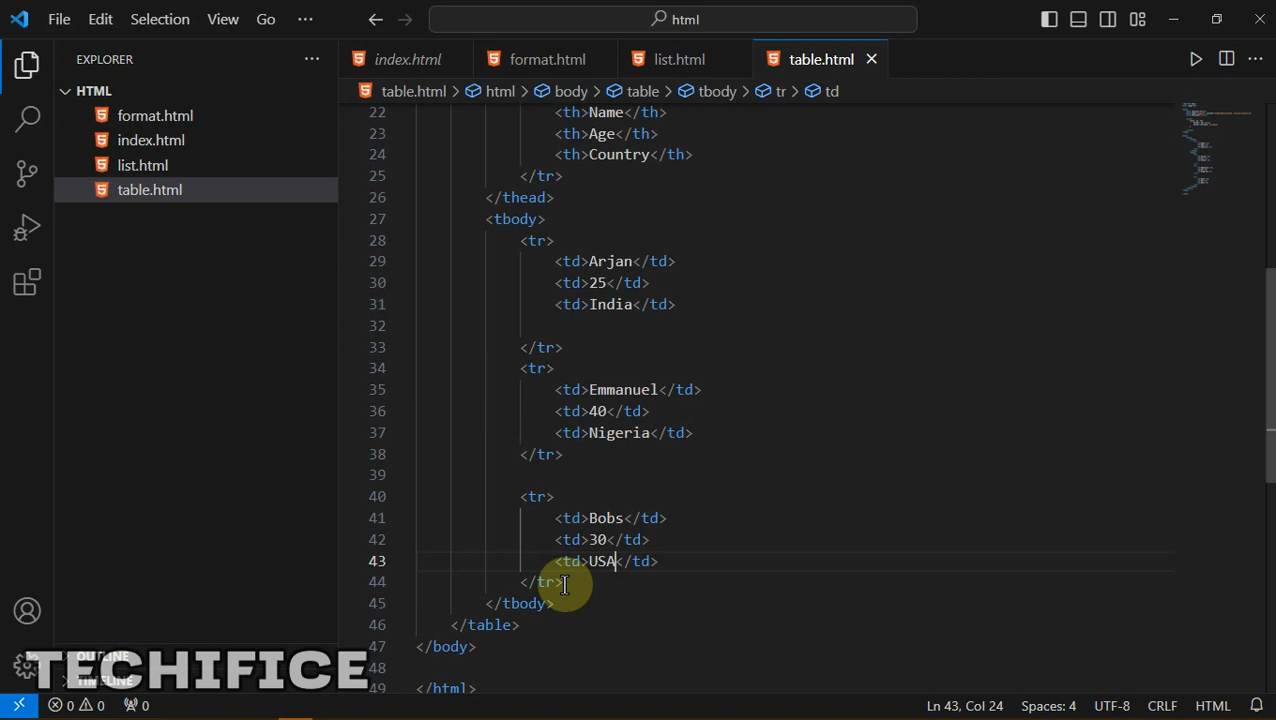 File Edit Selection View Go ··· html
EXPLORER ···
HTML
format.html
index.html
list.html
table.html
index.html format.html list.html table.html
table.html > html > body > table > tbody > tr > td
22 <th>Name</th>
23 <th>Age</th>
24 <th>Country</th>
25 </tr>
26 </thead>
27 <tbody>
28 <tr>
29 <td>Arjan</td>
30 <td>25</td>
31 <td>India</td>
32
33 </tr>
34 <tr>
35 <td>Emmanuel</td>
36 <td>40</td>
37 <td>Nigeria</td>
38 </tr>
39
40 <tr>
41 <td>Bobs</td>
42 <td>30</td>
43 <td>USA</td>
44 </tr>
45 </tbody>
46 </table>
47 </body>
48
49 </html>
OUTLINE
TECHIFICE
TIMELINE
0 0 0 Ln 43, Col 24 Spaces: 4 UTF-8 CRLF HTML